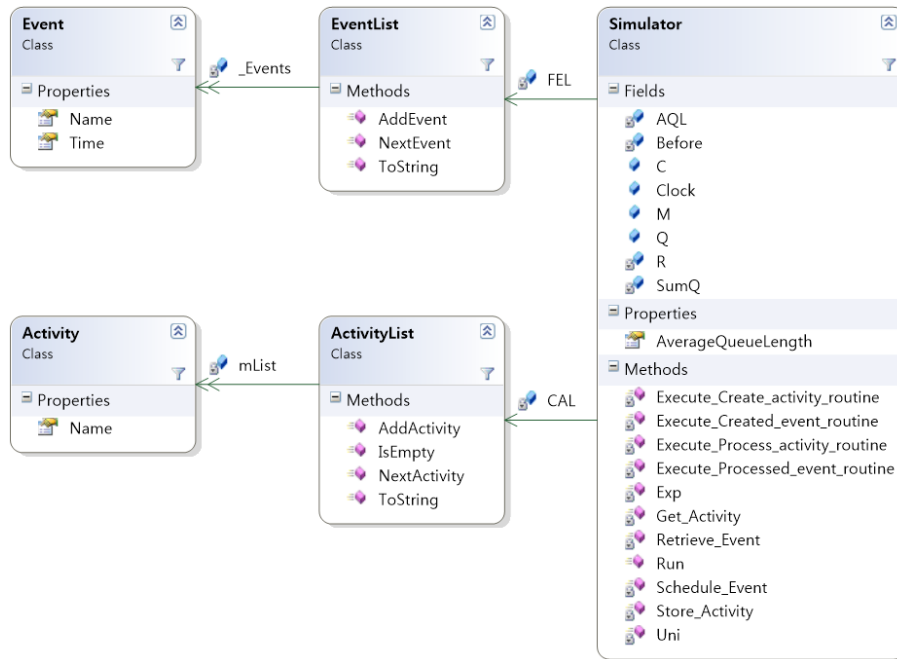 Event
Class
Properties
Name
Time
_Events
EventList
Class
Methods
AddEvent
NextEvent
ToString
FEL
Activity
Class
Properties
Name
mList
ActivityList
Class
Methods
AddActivity
IsEmpty
NextActivity
ToString
CAL
Simulator
Class
Fields
AQL
Before
C
Clock
M
Q
R
SumQ
Properties
AverageQueueLength
Methods
Execute_Create_activity_routine
Execute_Created_event_routine
Execute_Process_activity_routine
Execute_Processed_event_routine
Exp
Get_Activity
Retrieve_Event
Run
Schedule_Event
Store_Activity
Uni